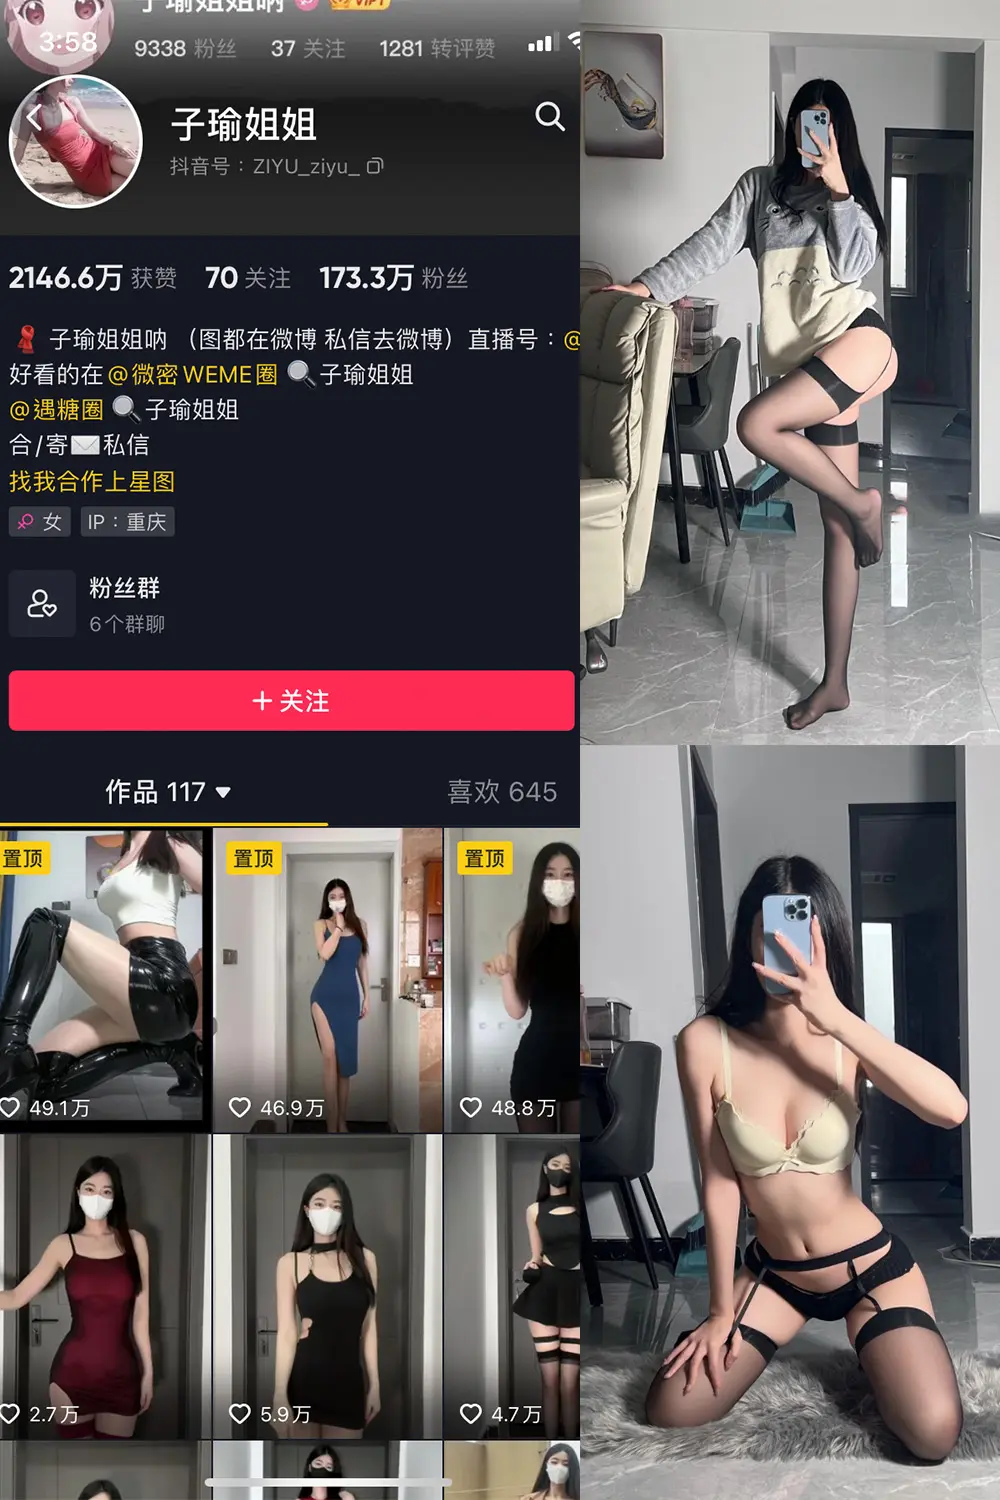 子瑜姐姐呐 VIP1
3:58
9338 粉丝 37 关注 1281 转评赞
子瑜姐姐
抖音号：ZIYU_ziyu_
2146.6万 获赞 70 关注 173.3万 粉丝
子瑜姐姐呐 （图都在微博 私信去微博）直播号：@
好看的在 @微密WEME圈 🔍子瑜姐姐
@遇糖圈 🔍子瑜姐姐
合/寄✉️私信
找我合作上星图
女 IP：重庆
粉丝群
6个群聊
+ 关注
作品 117 喜欢 645
置顶 置顶 置顶
49.1万 46.9万 48.8万
2.7万 5.9万 4.7万